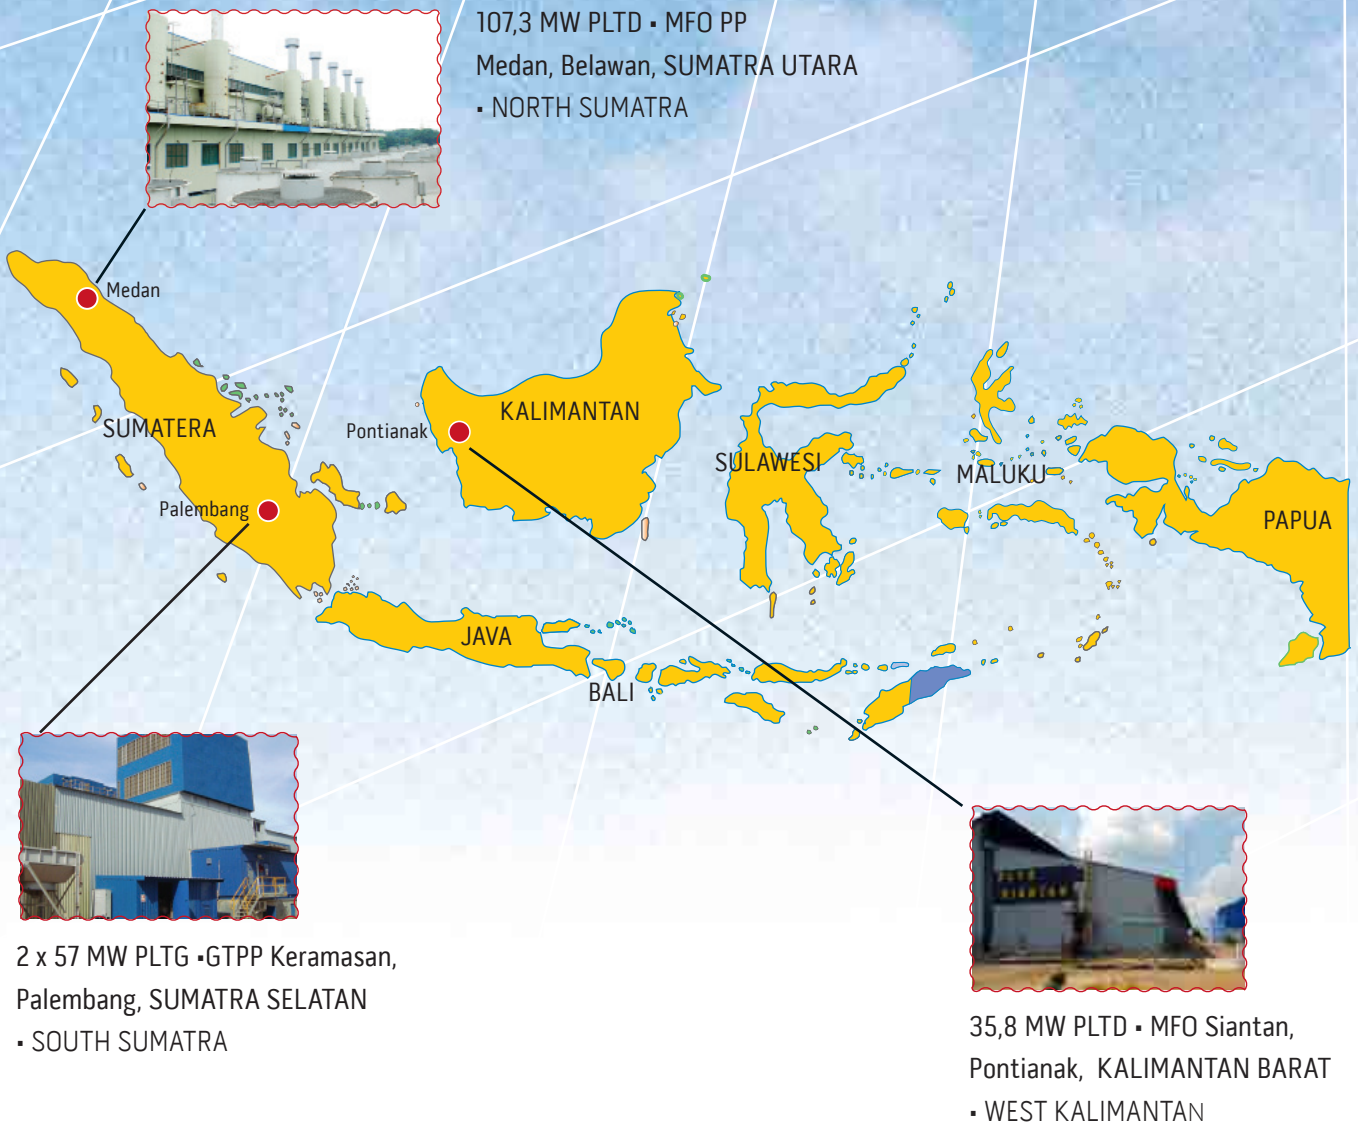 107,3 MW PLTD • MFO PP
Medan, Belawan, SUMATRA UTARA
• NORTH SUMATRA
Medan
SUMATERA
KALIMANTAN
Pontianak
SULAWESI
MALUKU
Palembang
PAPUA
JAVA
BALI
2 x 57 MW PLTG •GTPP Keramasan,
Palembang, SUMATRA SELATAN
• SOUTH SUMATRA
35,8 MW PLTD • MFO Siantan,
Pontianak, KALIMANTAN BARAT
• WEST KALIMANTAN